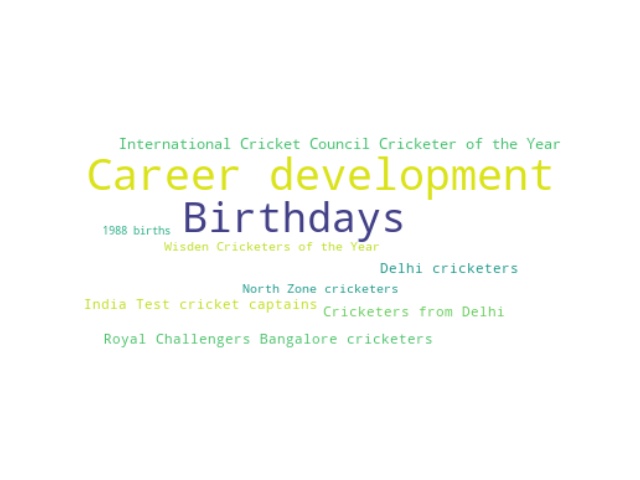 International Cricket Council Cricketer of the Year
Career development
Birthdays
1988 births
Wisden Cricketers of the Year
Delhi cricketers
North Zone cricketers
India Test cricket captains
Cricketers from Delhi
Royal Challengers Bangalore cricketers